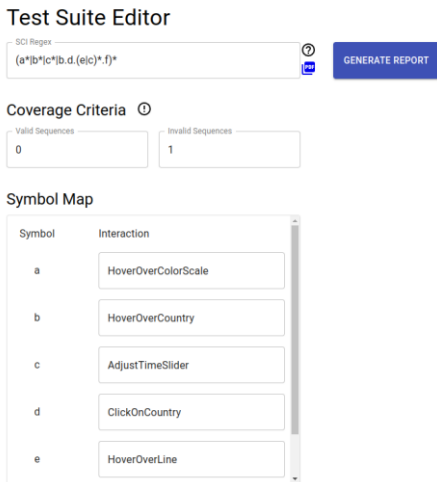 Test Suite Editor
SCI Regex
(a*|b*|c*|b.d.(e|c)*.f)*
PDF
GENERATE REPORT
Coverage Criteria
Valid Sequences
Invalid Sequences
0
1
Symbol Map
Symbol Interaction
a HoverOverColorScale
b HoverOverCountry
c AdjustTimeSlider
d ClickOnCountry
e HoverOverLine